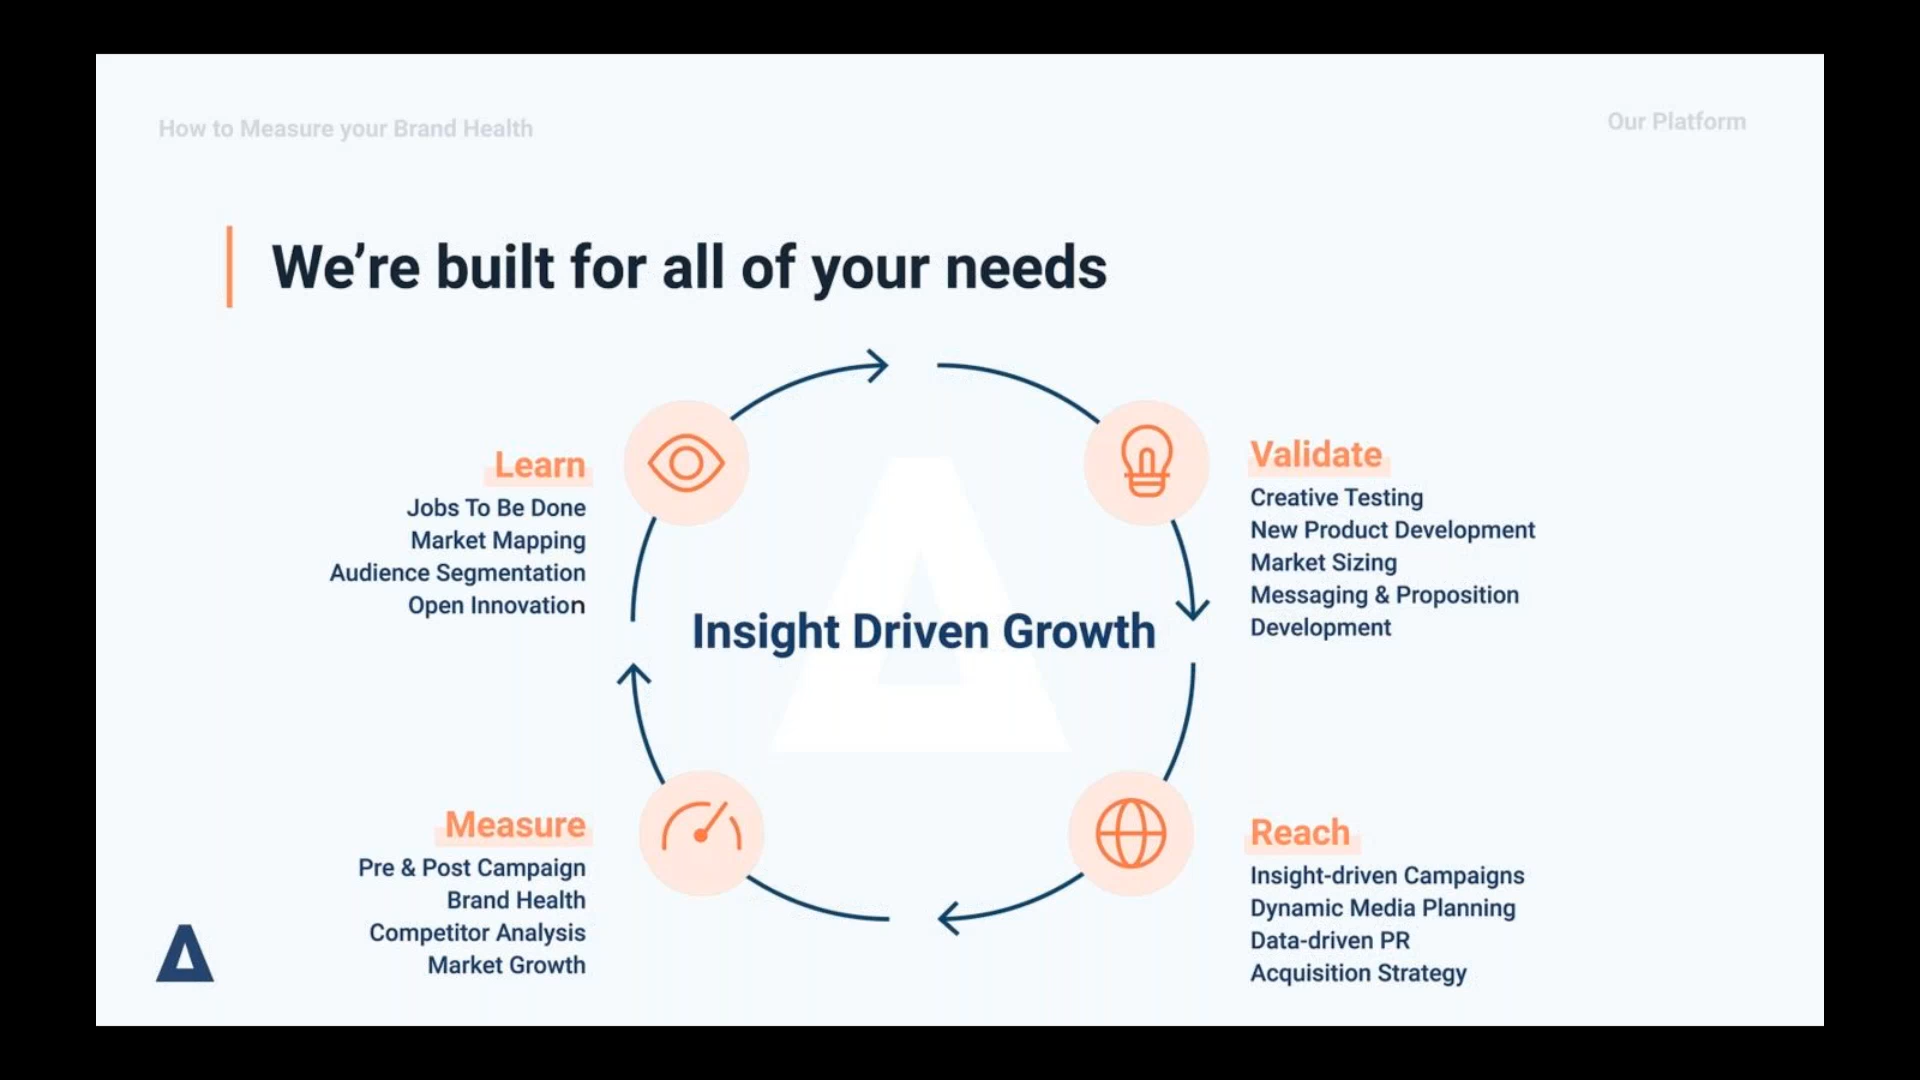 How to Measure your Brand Health
Our Platform
We’re built for all of your needs
Learn
Jobs To Be Done
Market Mapping
Audience Segmentation
Open Innovation
Validate
Creative Testing
New Product Development
Market Sizing
Messaging & Proposition
Development
Insight Driven Growth
Measure
Pre & Post Campaign
Brand Health
Competitor Analysis
Market Growth
Reach
Insight-driven Campaigns
Dynamic Media Planning
Data-driven PR
Acquisition Strategy